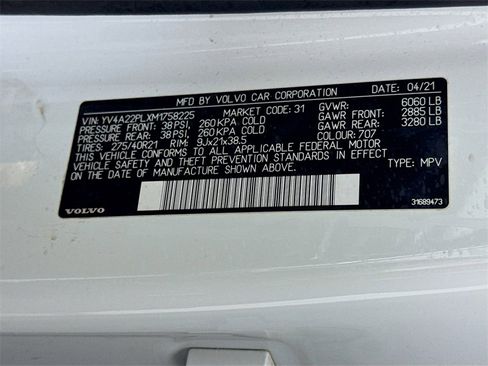 MFD BY VOLVO CAR CORPORATION DATE: 04/21
VIN: YV4A22PLXM1758225 MARKET CODE: 31 GVWR: 6060 LB
PRESSURE FRONT: 38 PSI, 260 KPA COLD GAWR FRONT: 2885 LB
PRESSURE REAR: 38 PSI, 260 KPA COLD GAWR REAR: 3280 LB
TIRES: 275/40R21 RIM: 9Jx21x38.5 COLOUR: 707
THIS VEHICLE CONFORMS TO ALL APPLICABLE FEDERAL MOTOR
VEHICLE SAFETY AND THEFT PREVENTION STANDARDS IN EFFECT
ON THE DATE OF MANUFACTURE SHOWN ABOVE. TYPE: MPV
VOLVO 31689473